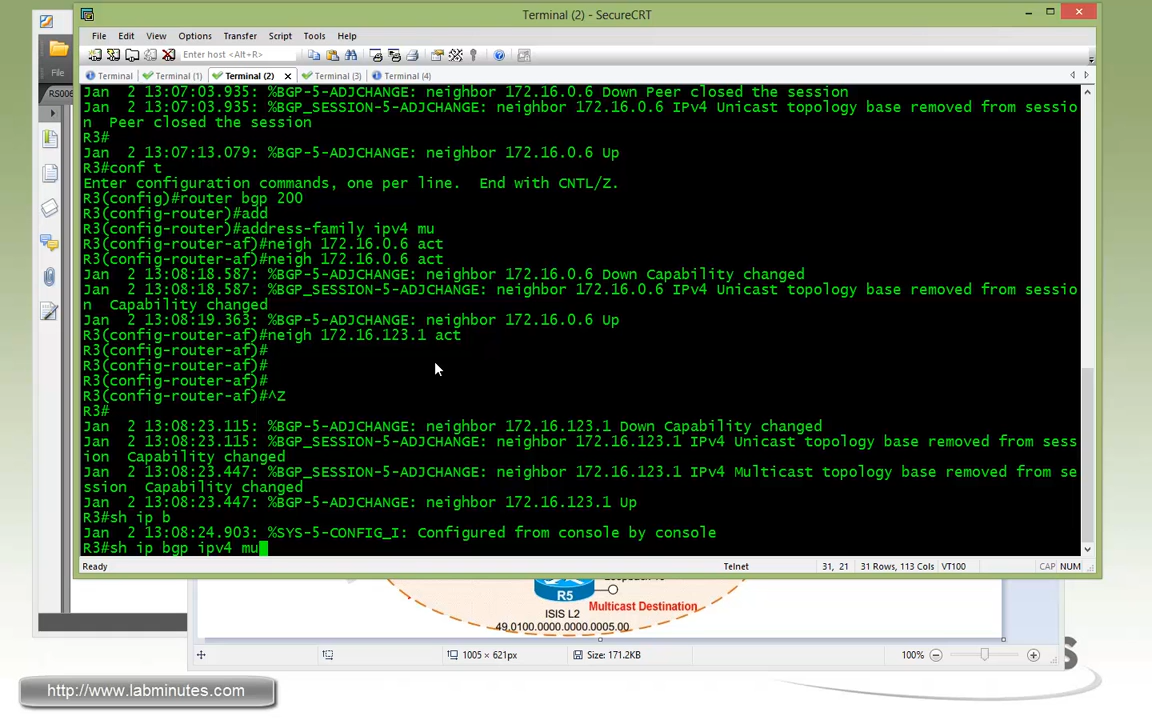 Terminal (2) - SecureCRT
File Edit View Options Transfer Script Tools Help
Enter host <Alt+R>
File
RS006
Terminal Terminal (1) Terminal (2) Terminal (3) Terminal (4)
Jan  2 13:07:03.935: %BGP-5-ADJCHANGE: neighbor 172.16.0.6 Down Peer closed the session
Jan  2 13:07:03.935: %BGP_SESSION-5-ADJCHANGE: neighbor 172.16.0.6 IPv4 Unicast topology base removed from sessio
n  Peer closed the session
R3#
Jan  2 13:07:13.079: %BGP-5-ADJCHANGE: neighbor 172.16.0.6 Up
R3#conf t
Enter configuration commands, one per line.  End with CNTL/Z.
R3(config)#router bgp 200
R3(config-router)#add
R3(config-router)#address-family ipv4 mu
R3(config-router-af)#neigh 172.16.0.6 act
R3(config-router-af)#neigh 172.16.0.6 act
Jan  2 13:08:18.587: %BGP-5-ADJCHANGE: neighbor 172.16.0.6 Down Capability changed
Jan  2 13:08:18.587: %BGP_SESSION-5-ADJCHANGE: neighbor 172.16.0.6 IPv4 Unicast topology base removed from sessio
n  Capability changed
Jan  2 13:08:19.363: %BGP-5-ADJCHANGE: neighbor 172.16.0.6 Up
R3(config-router-af)#neigh 172.16.123.1 act
R3(config-router-af)#
R3(config-router-af)#
R3(config-router-af)#
R3(config-router-af)#^Z
R3#
Jan  2 13:08:23.115: %BGP-5-ADJCHANGE: neighbor 172.16.123.1 Down Capability changed
Jan  2 13:08:23.115: %BGP_SESSION-5-ADJCHANGE: neighbor 172.16.123.1 IPv4 Unicast topology base removed from sess
ion  Capability changed
Jan  2 13:08:23.447: %BGP_SESSION-5-ADJCHANGE: neighbor 172.16.123.1 IPv4 Multicast topology base removed from se
ssion  Capability changed
Jan  2 13:08:23.447: %BGP-5-ADJCHANGE: neighbor 172.16.123.1 Up
R3#sh ip b
Jan  2 13:08:24.903: %SYS-5-CONFIG_I: Configured from console by console
R3#sh ip bgp ipv4 mu
Ready Telnet 31, 21 31 Rows, 113 Cols VT100 CAP NUM
R5
Multicast Destination
ISIS L2
49.0100.0000.0000.0005.00
1005 × 621px Size: 171.2KB 100%
http://www.labminutes.com